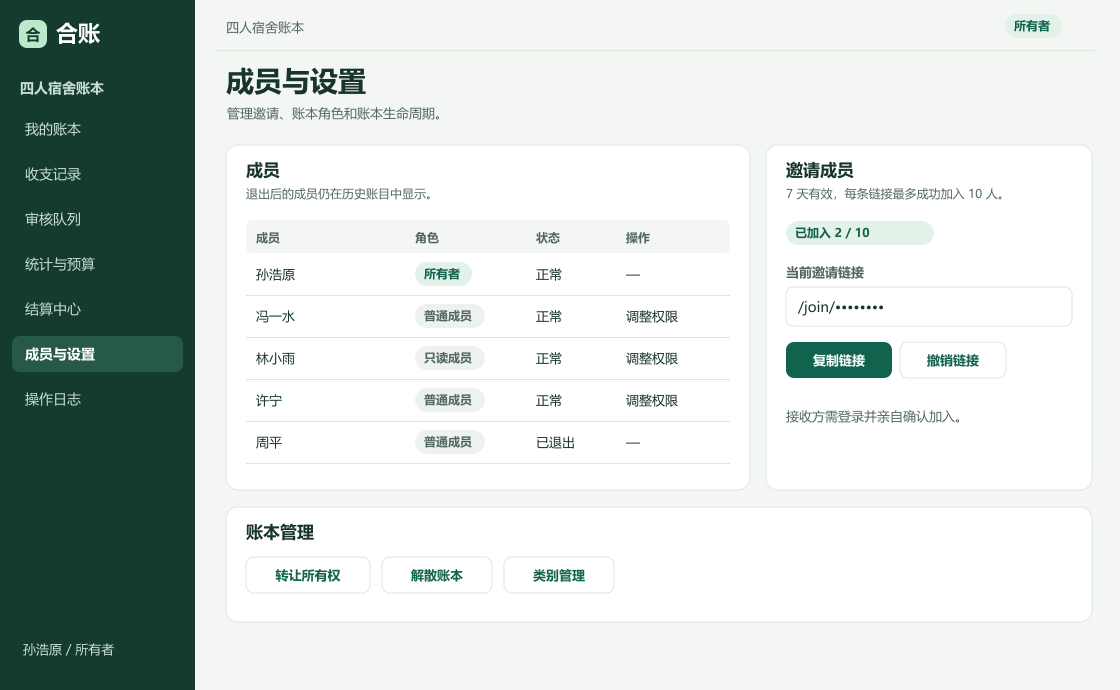 合 合账
四人宿舍账本
我的账本
收支记录
审核队列
统计与预算
结算中心
成员与设置
操作日志
孙浩原 / 所有者
四人宿舍账本 所有者
成员与设置
管理邀请、账本角色和账本生命周期。
成员
退出后的成员仍在历史账目中显示。
成员 角色 状态 操作
孙浩原 所有者 正常 —
冯一水 普通成员 正常 调整权限
林小雨 只读成员 正常 调整权限
许宁 普通成员 正常 调整权限
周平 普通成员 已退出 —
邀请成员
7 天有效，每条链接最多成功加入 10 人。
已加入 2 / 10
当前邀请链接
/join/••••••••
复制链接 撤销链接
接收方需登录并亲自确认加入。
账本管理
转让所有权 解散账本 类别管理